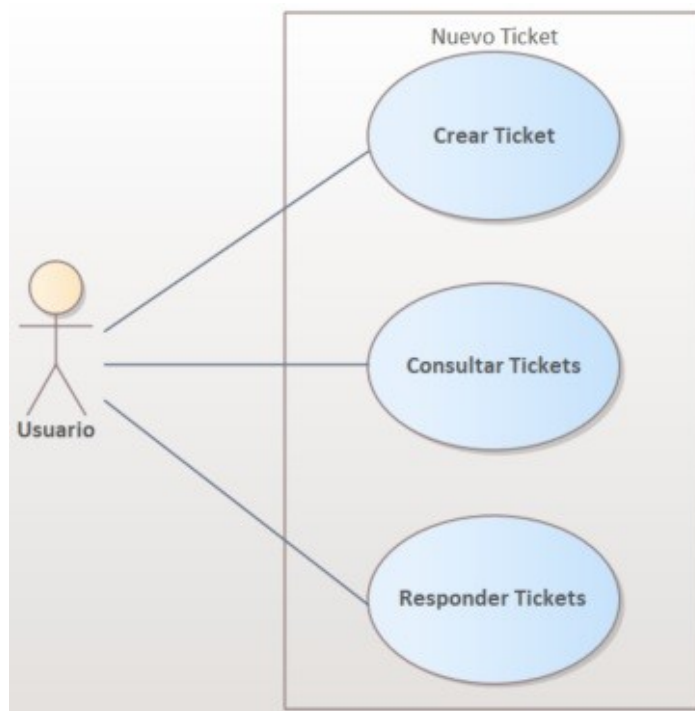 Nuevo Ticket
Crear Ticket
Consultar Tickets
Usuario
Responder Tickets